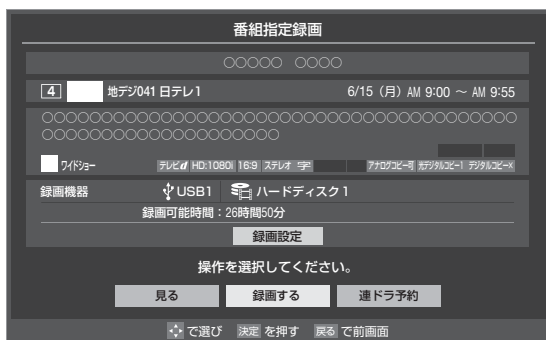 番組指定録画
○○○○○ ○○○○
4 地デジ041 日テレ1 6/15（月）AM 9:00 ～ AM 9:55
○○○○○○○○○○○○○○○○○○○○○○○○○○○○○○○○○○○○○○○○
○○○○○○○○○○○○○○○○○○○○
ワイドショー テレビd HD:1080i 16:9 ステレオ 字 アナログコピー可 光デジタルコピー1 デジタルコピー×
録画機器 USB1 ハードディスク1
録画可能時間：26時間50分
録画設定
操作を選択してください。
見る 録画する 連ドラ予約
で選び 決定 を押す 戻る で前画面